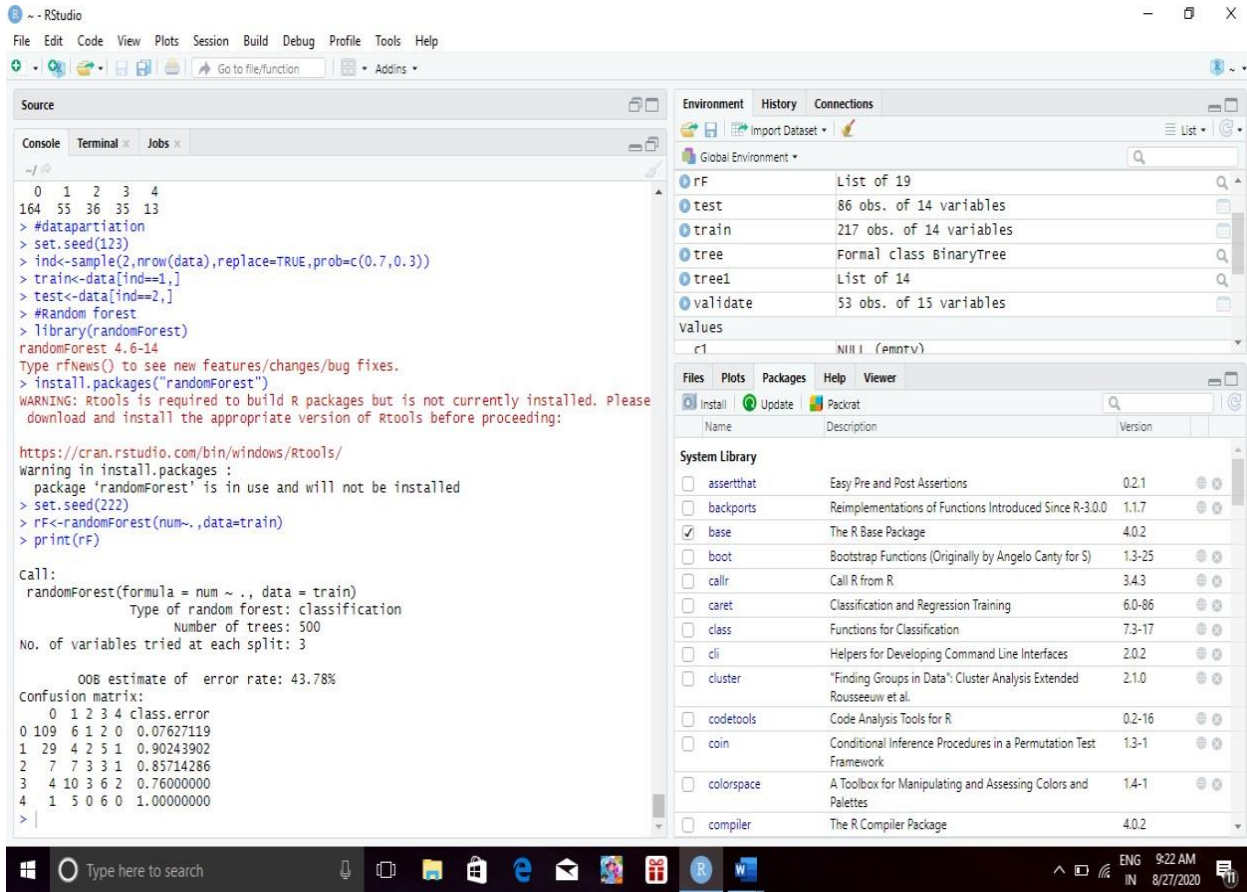 ~ - RStudio
File Edit Code View Plots Session Build Debug Profile Tools Help
Go to file/function Addins
Source
Console Terminal Jobs
~/
0 1 2 3 4
164 55 36 35 13
> #datapartiation
> set.seed(123)
> ind<-sample(2,nrow(data),replace=TRUE,prob=c(0.7,0.3))
> train<-data[ind==1,]
> test<-data[ind==2,]
> #Random forest
> library(randomForest)
randomForest 4.6-14
Type rfNews() to see new features/changes/bug fixes.
> install.packages("randomForest")
WARNING: Rtools is required to build R packages but is not currently installed. Please
download and install the appropriate version of Rtools before proceeding:
https://cran.rstudio.com/bin/windows/Rtools/
Warning in install.packages :
package ‘randomForest’ is in use and will not be installed
> set.seed(222)
> rF<-randomForest(num~.,data=train)
> print(rF)
Call:
randomForest(formula = num ~ ., data = train)
Type of random forest: classification
Number of trees: 500
No. of variables tried at each split: 3
OOB estimate of error rate: 43.78%
Confusion matrix:
0 1 2 3 4 class.error
0 109 6 1 2 0 0.07627119
1 29 4 2 5 1 0.90243902
2 7 7 3 3 1 0.85714286
3 4 10 3 6 2 0.76000000
4 1 5 0 6 0 1.00000000
>
Environment History Connections
Import Dataset List
Global Environment
rF List of 19
test 86 obs. of 14 variables
train 217 obs. of 14 variables
tree Formal class BinaryTree
tree1 List of 14
validate 53 obs. of 15 variables
Values
c1 NULL (empty)
Files Plots Packages Help Viewer
Install Update Packrat
Name Description Version
System Library
assertthat Easy Pre and Post Assertions 0.2.1
backports Reimplementations of Functions Introduced Since R-3.0.0 1.1.7
base The R Base Package 4.0.2
boot Bootstrap Functions (Originally by Angelo Canty for S) 1.3-25
callr Call R from R 3.4.3
caret Classification and Regression Training 6.0-86
class Functions for Classification 7.3-17
cli Helpers for Developing Command Line Interfaces 2.0.2
cluster "Finding Groups in Data": Cluster Analysis Extended 2.1.0
Rousseeuw et al.
codetools Code Analysis Tools for R 0.2-16
coin Conditional Inference Procedures in a Permutation Test 1.3-1
Framework
colorspace A Toolbox for Manipulating and Assessing Colors and 1.4-1
Palettes
compiler The R Compiler Package 4.0.2
Type here to search
ENG 9:22 AM
IN 8/27/2020